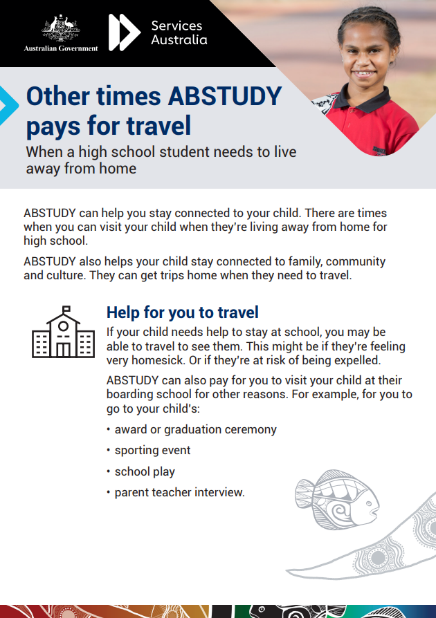 Australian Government
Services
Australia
Other times ABSTUDY
pays for travel
When a high school student needs to live
away from home
ABSTUDY can help you stay connected to your child. There are times
when you can visit your child when they're living away from home for
high school.
ABSTUDY also helps your child stay connected to family, community
and culture. They can get trips home when they need to travel.
Help for you to travel
If your child needs help to stay at school, you may be
able to travel to see them. This might be if they're feeling
very homesick. Or if they're at risk of being expelled.
ABSTUDY can also pay for you to visit your child at their
boarding school for other reasons. For example, for you to
go to your child's:
• award or graduation ceremony
• sporting event
• school play
• parent teacher interview.